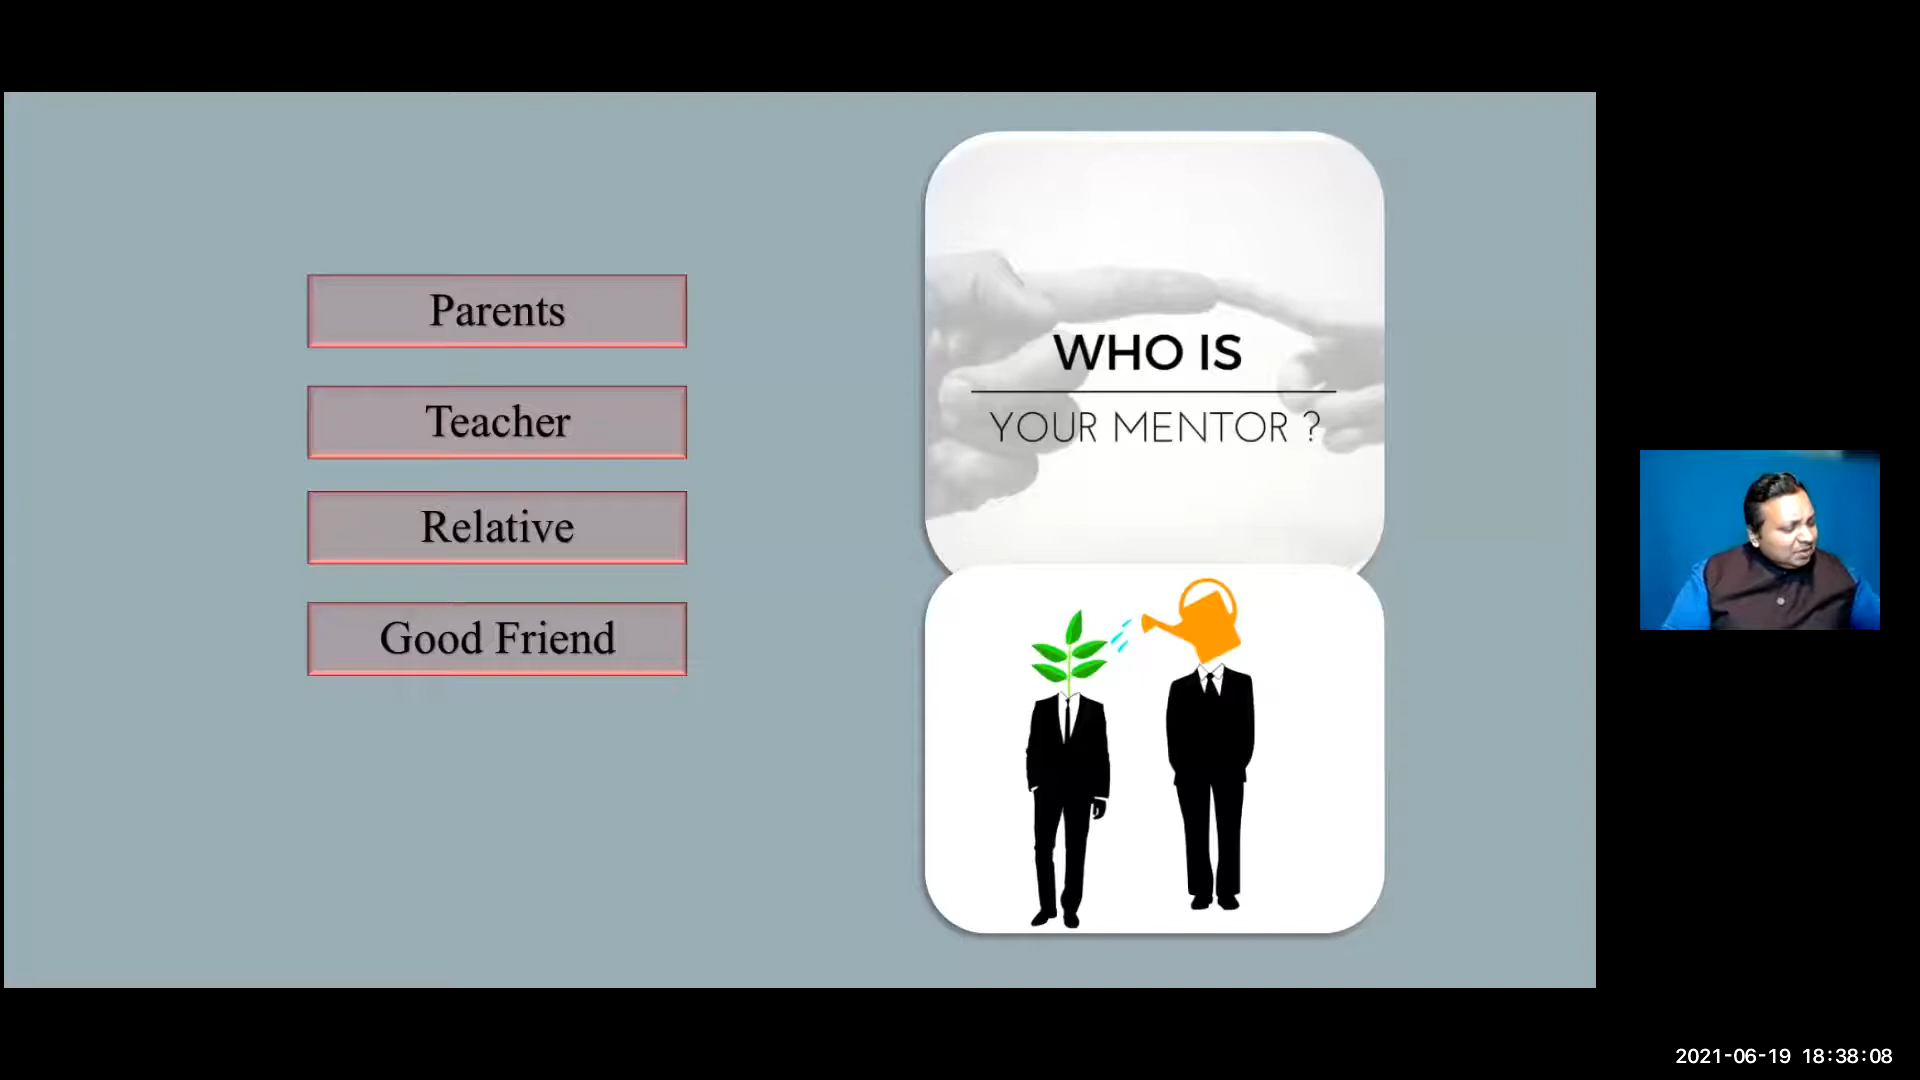 Parents
Teacher
Relative
Good Friend
WHO IS
YOUR MENTOR ?
2021-06-19 18:38:08